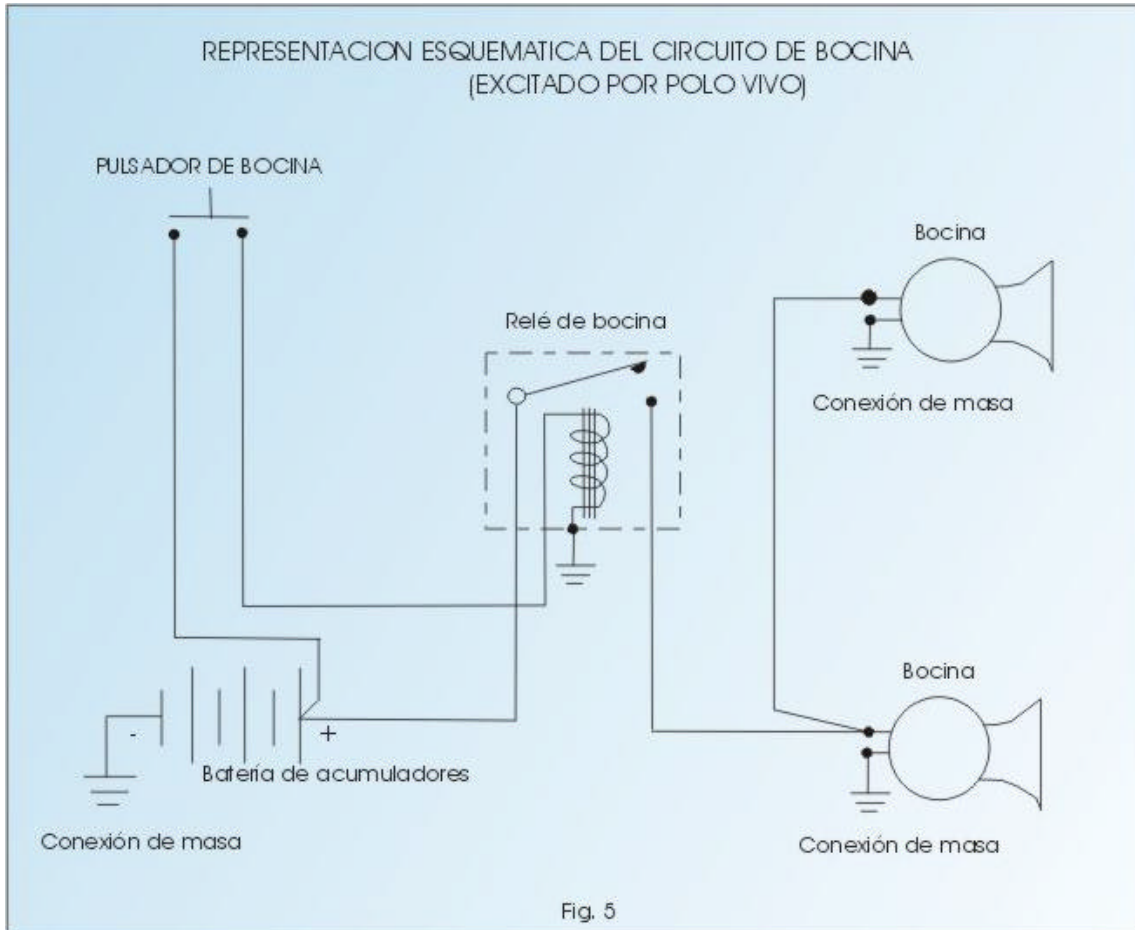 REPRESENTACION ESQUEMATICA DEL CIRCUITO DE BOCINA
(EXCITADO POR POLO VIVO)
PULSADOR DE BOCINA
Bocina
Relé de bocina
Conexión de masa
Bocina
- +
Batería de acumuladores
Conexión de masa
Conexión de masa
Fig. 5